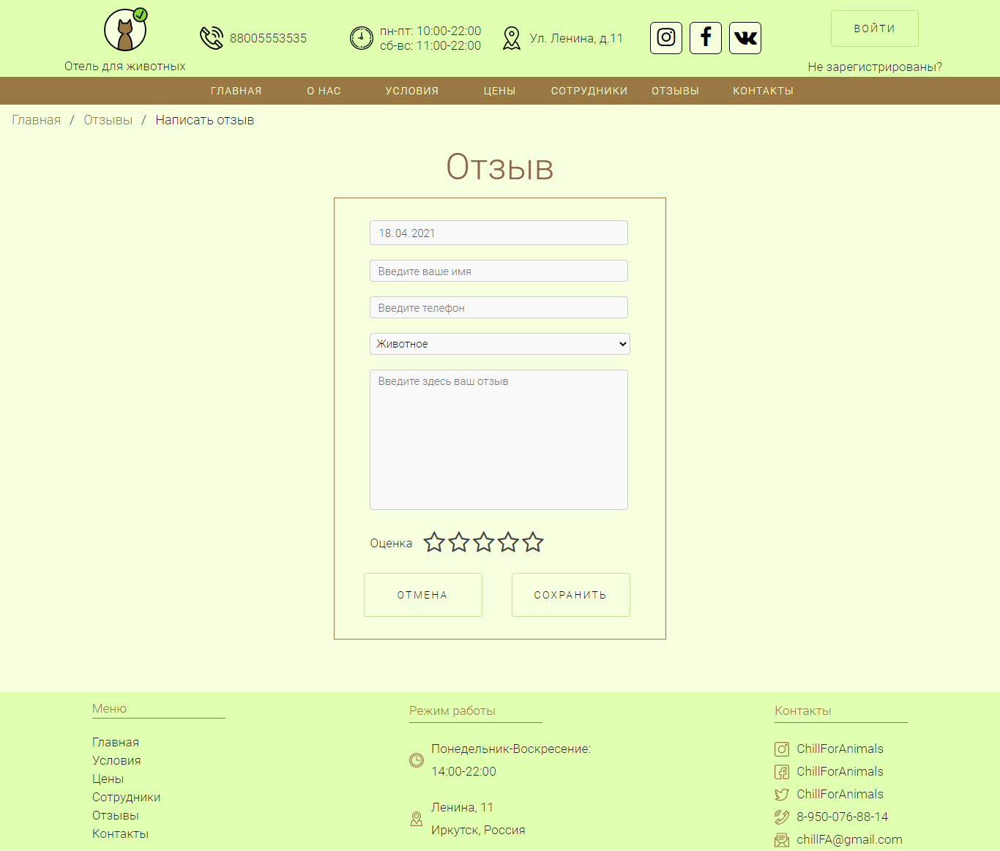 Отель для животных
88005553535
пн-пт: 10:00-22:00
сб-вс: 11:00-22:00
Ул. Ленина, д.11
ВОЙТИ
Не зарегистрированы?
ГЛАВНАЯ О НАС УСЛОВИЯ ЦЕНЫ СОТРУДНИКИ ОТЗЫВЫ КОНТАКТЫ
Главная / Отзывы / Написать отзыв
Отзыв
18.04.2021
Введите ваше имя
Введите телефон
Животное
Введите здесь ваш отзыв
Оценка
ОТМЕНА СОХРАНИТЬ
Меню
Главная
Условия
Цены
Сотрудники
Отзывы
Контакты
Режим работы
Понедельник-Воскресение:
14:00-22:00
Ленина, 11
Иркутск, Россия
Контакты
ChillForAnimals
ChillForAnimals
ChillForAnimals
8-950-076-88-14
chillFA@gmail.com